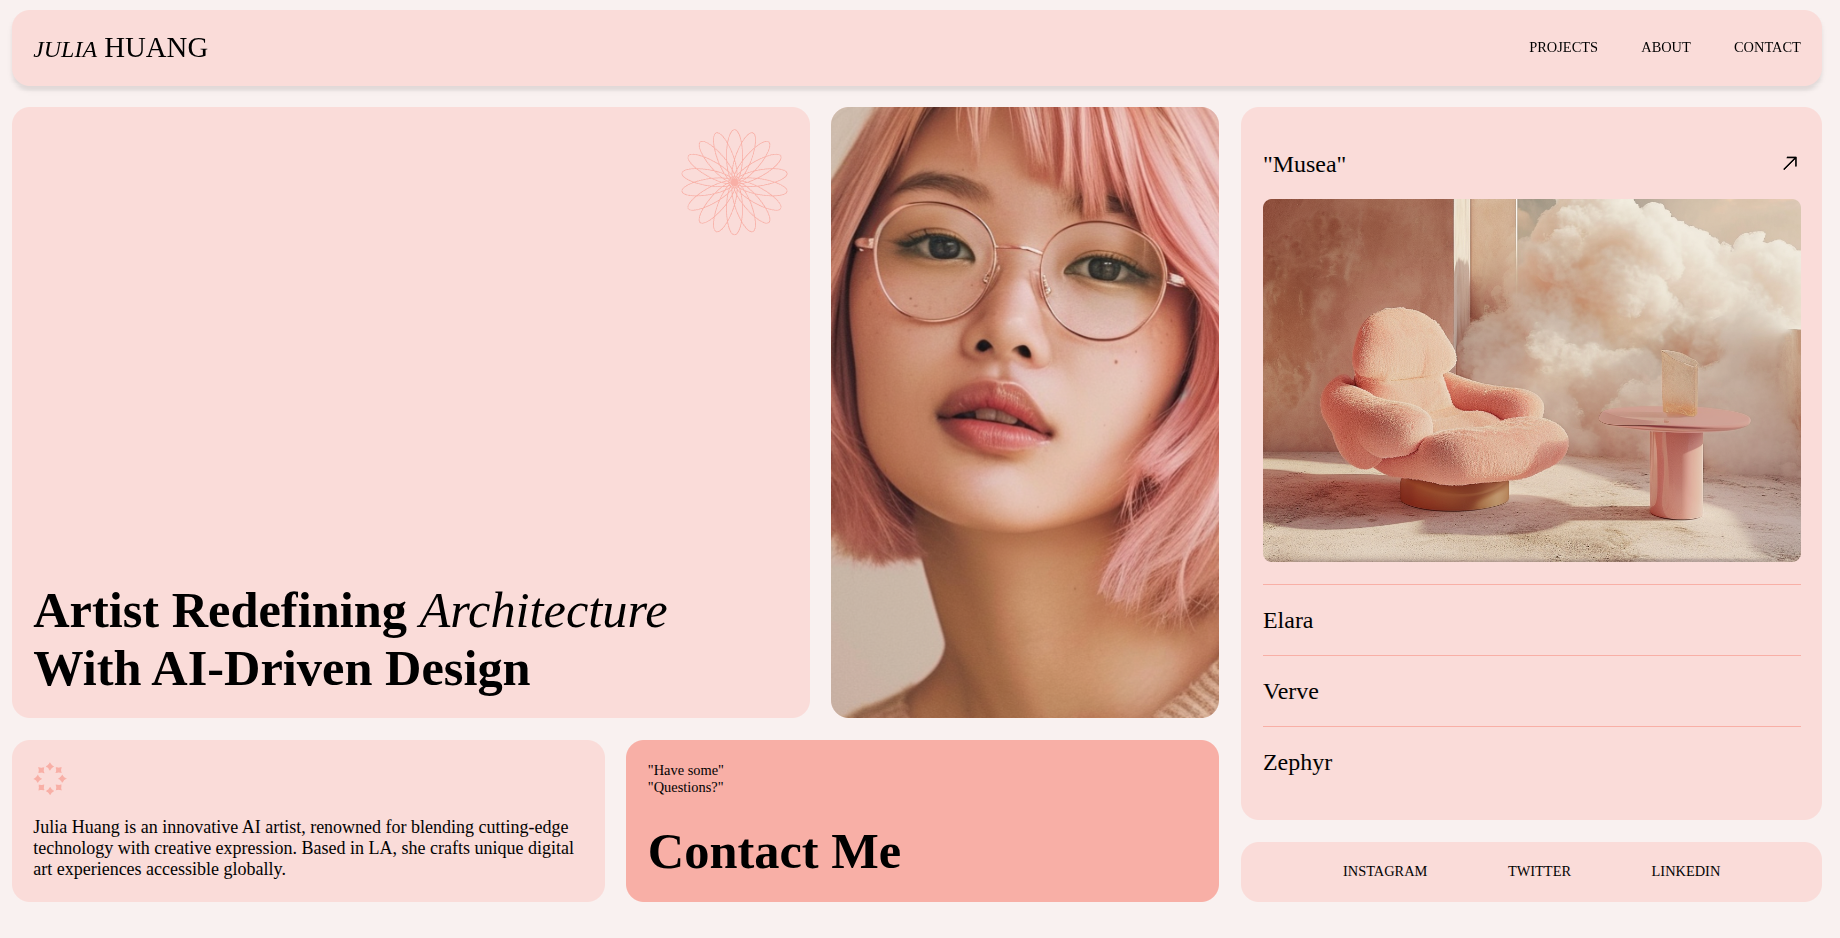 JULIA HUANG
PROJECTS ABOUT CONTACT
Artist Redefining Architecture
With AI-Driven Design
"Musea"
Elara
Verve
Zephyr
Julia Huang is an innovative AI artist, renowned for blending cutting-edge
technology with creative expression. Based in LA, she crafts unique digital
art experiences accessible globally.
"Have some"
"Questions?"
Contact Me
INSTAGRAM TWITTER LINKEDIN